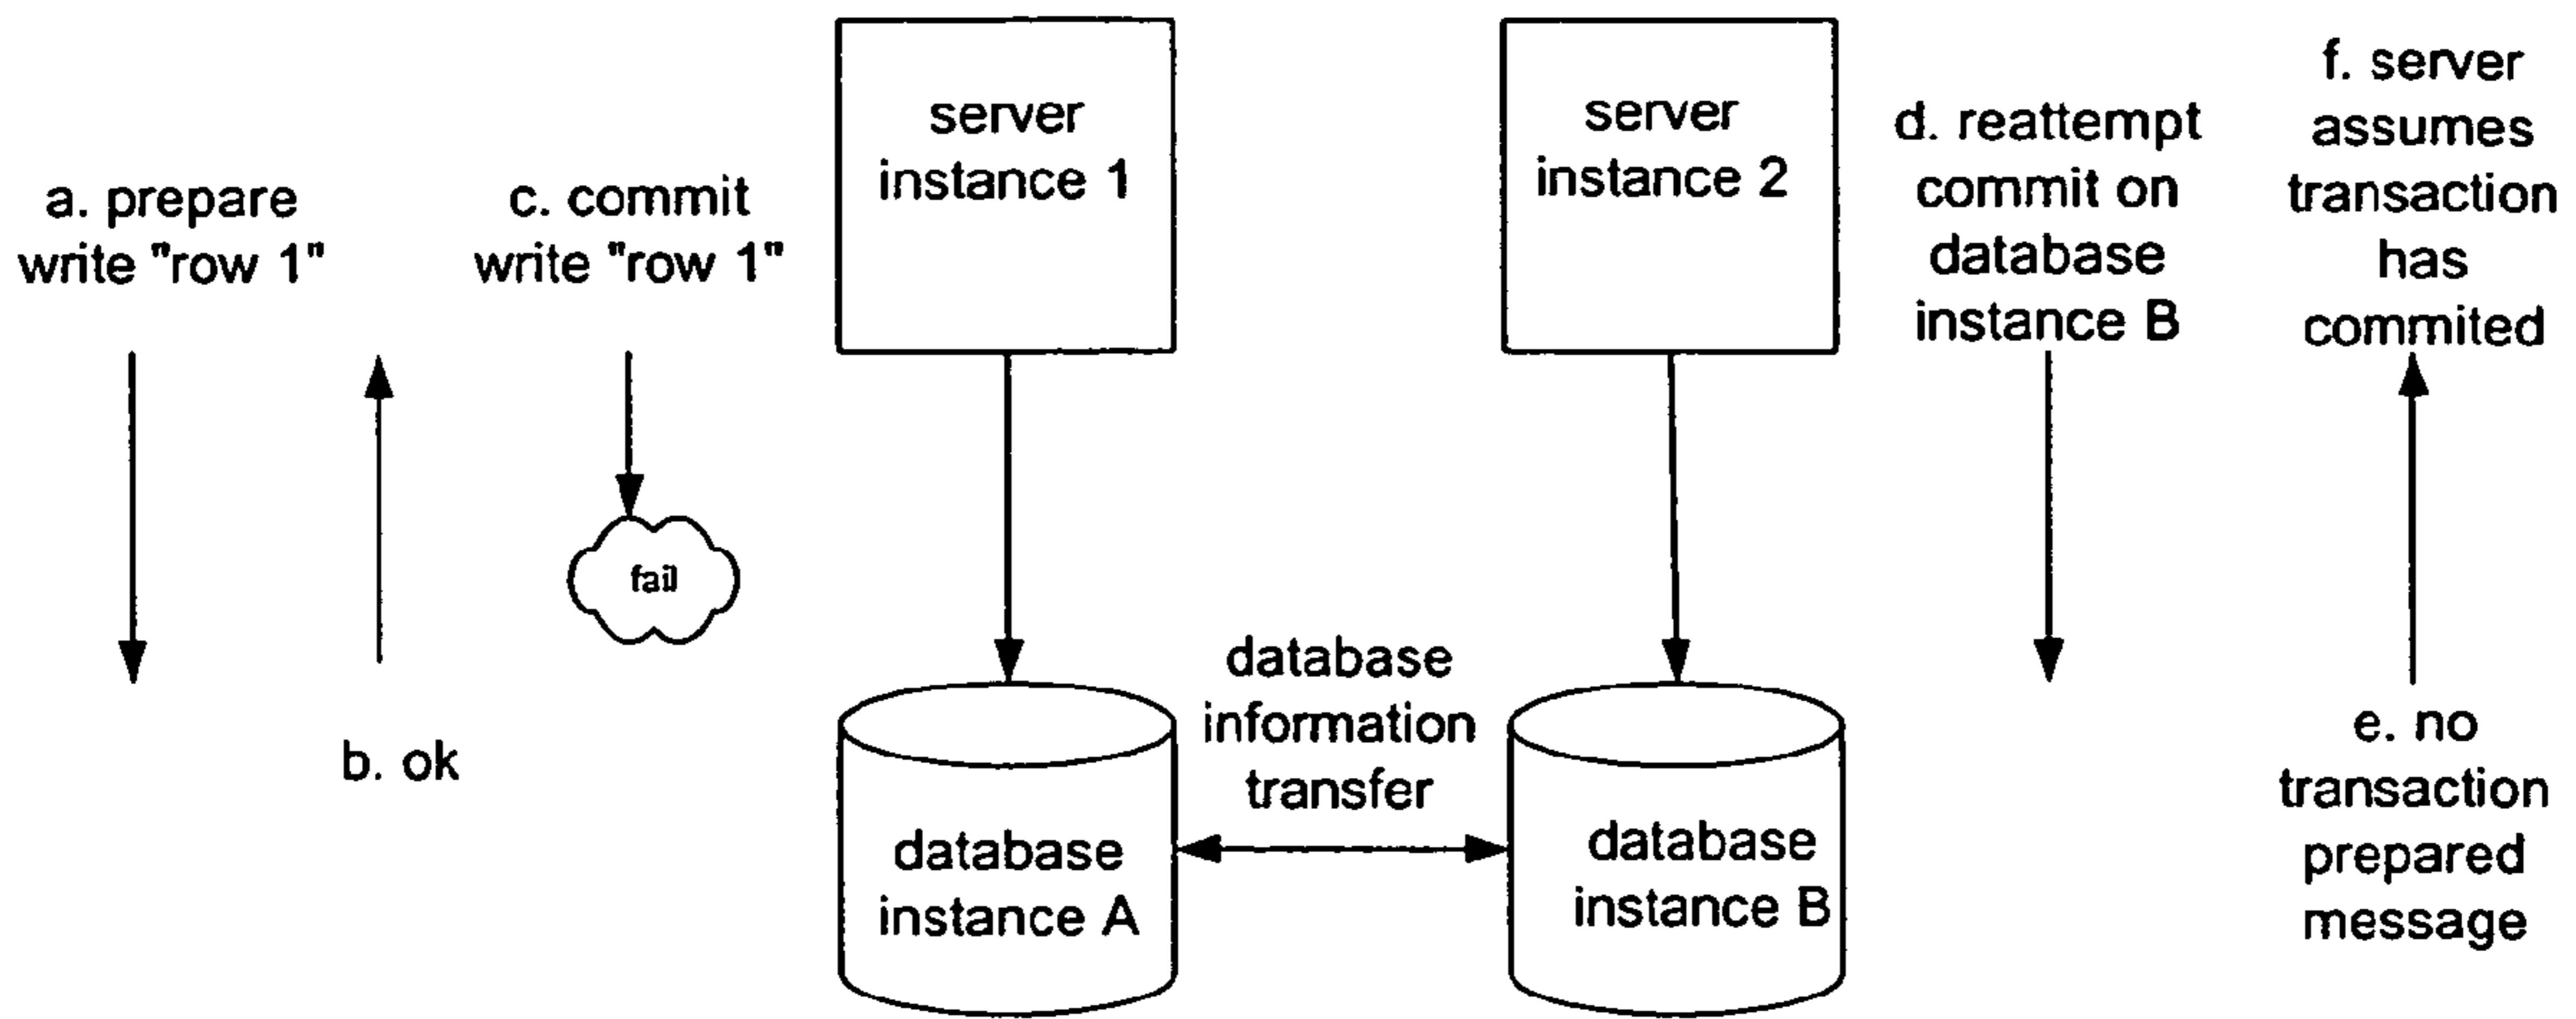 a. prepare
write "row 1"
b. ok
c. commit
write "row 1"
fail
server
instance 1
database
instance A
database
information
transfer
server
instance 2
database
instance B
d. reattempt
commit on
database
instance B
e. no
transaction
prepared
message
f. server
assumes
transaction
has
commited